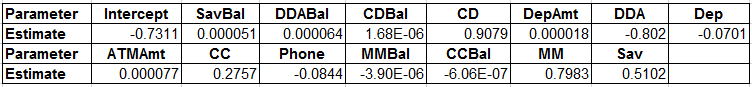 Parameter Intercept SavBal DDABal CDBal CD DepAmt DDA Dep
Estimate -0.7311 0.000051 0.000064 1.68E-06 0.9079 0.000018 -0.802 -0.0701
Parameter ATMAmt CC Phone MMBal CCBal MM Sav
Estimate 0.000077 0.2757 -0.0844 -3.90E-06 -6.06E-07 0.7983 0.5102